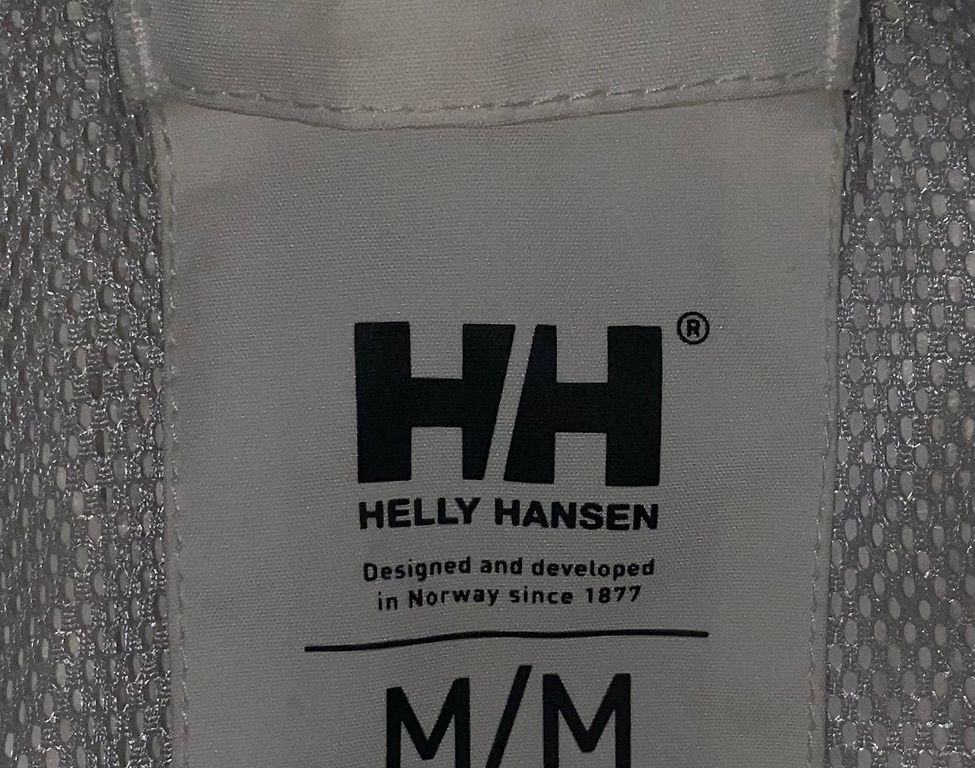 H/H®
HELLY HANSEN
Designed and developed
in Norway since 1877
M/M